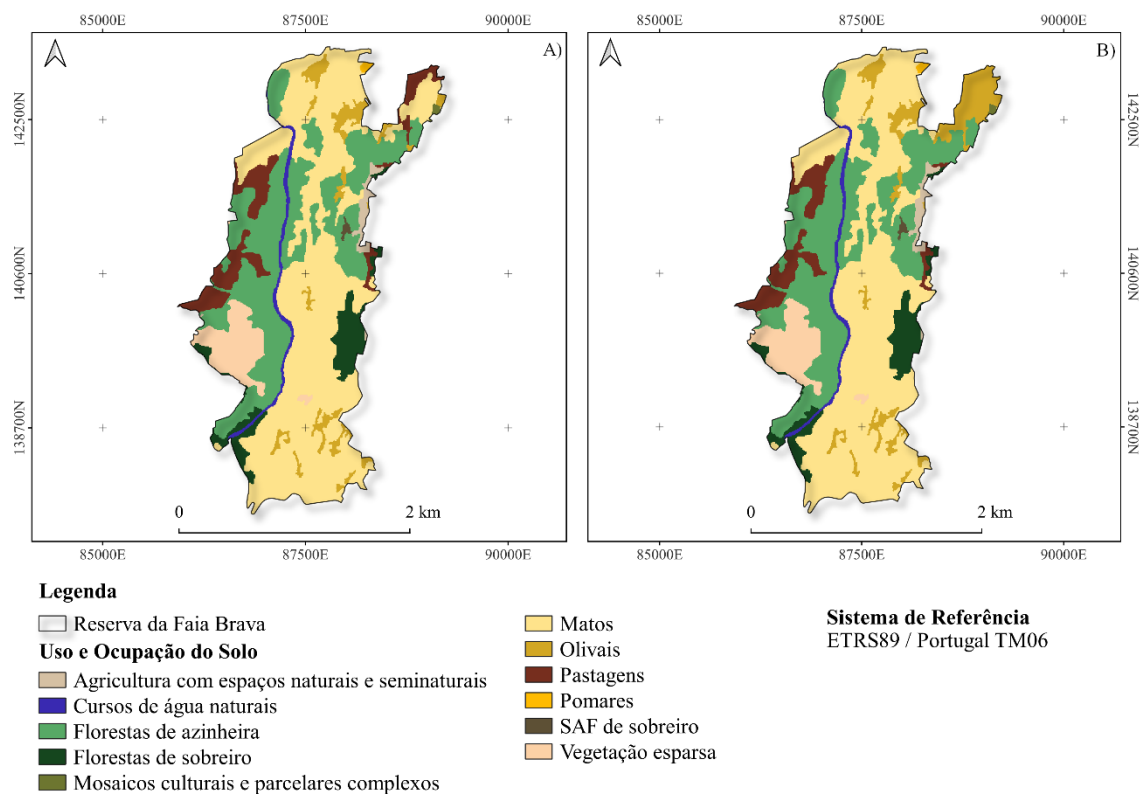 85000E 87500E 90000E 85000E 87500E 90000E
A) B)
142500N 142500N
140600N 140600N
138700N 138700N
0 2 km 0 2 km
85000E 87500E 90000E 85000E 87500E 90000E
Legenda
Reserva da Faia Brava
Uso e Ocupação do Solo
Agricultura com espaços naturais e seminaturais
Cursos de água naturais
Florestas de azinheira
Florestas de sobreiro
Mosaicos culturais e parcelares complexos
Matos
Olivais
Pastagens
Pomares
SAF de sobreiro
Vegetação esparsa
Sistema de Referência
ETRS89 / Portugal TM06